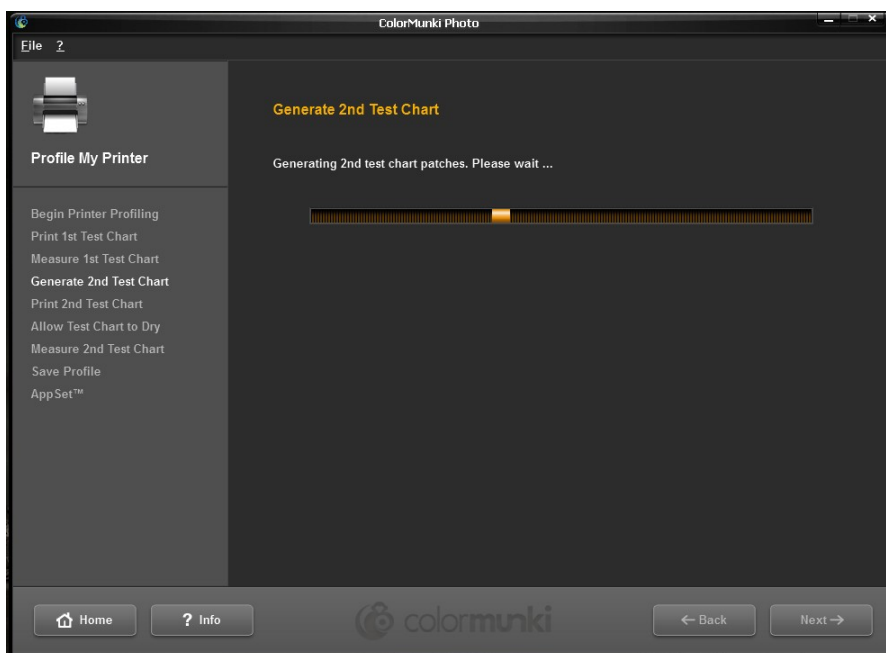 ColorMunki Photo
File ?
Profile My Printer
Begin Printer Profiling
Print 1st Test Chart
Measure 1st Test Chart
Generate 2nd Test Chart
Print 2nd Test Chart
Allow Test Chart to Dry
Measure 2nd Test Chart
Save Profile
AppSet™
Generate 2nd Test Chart
Generating 2nd test chart patches. Please wait ...
Home
? Info
colormunki
← Back
Next →